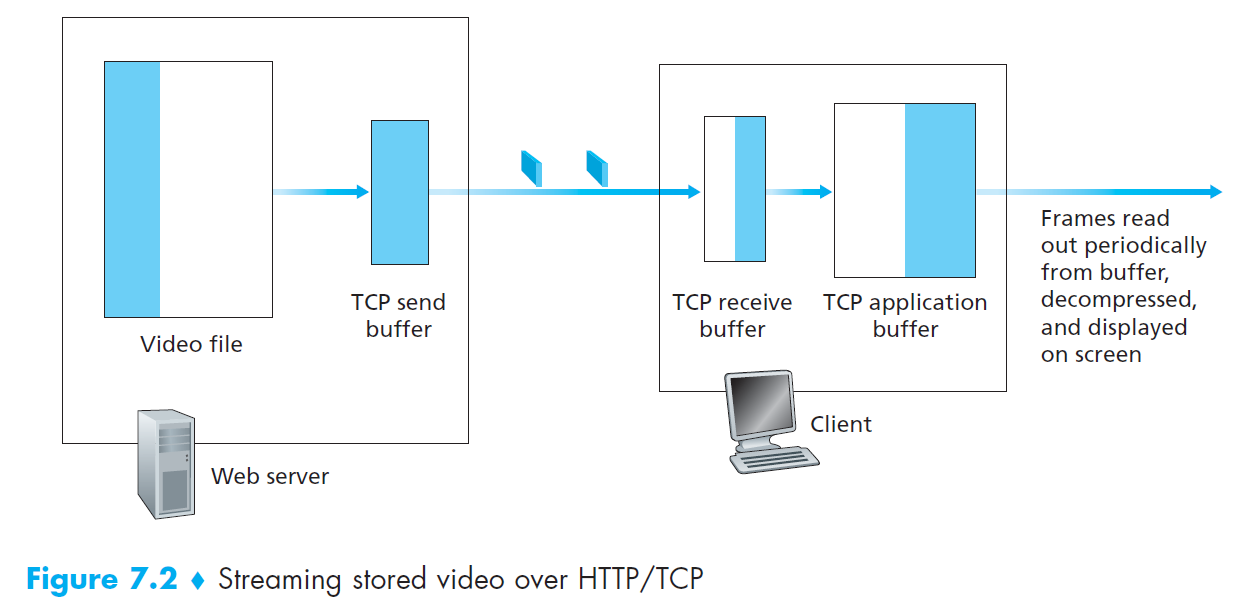 Video file
TCP send
buffer
TCP receive
buffer
TCP application
buffer
Frames read
out periodically
from buffer,
decompressed,
and displayed
on screen
Client
Web server
Figure 7.2 ♦ Streaming stored video over HTTP/TCP